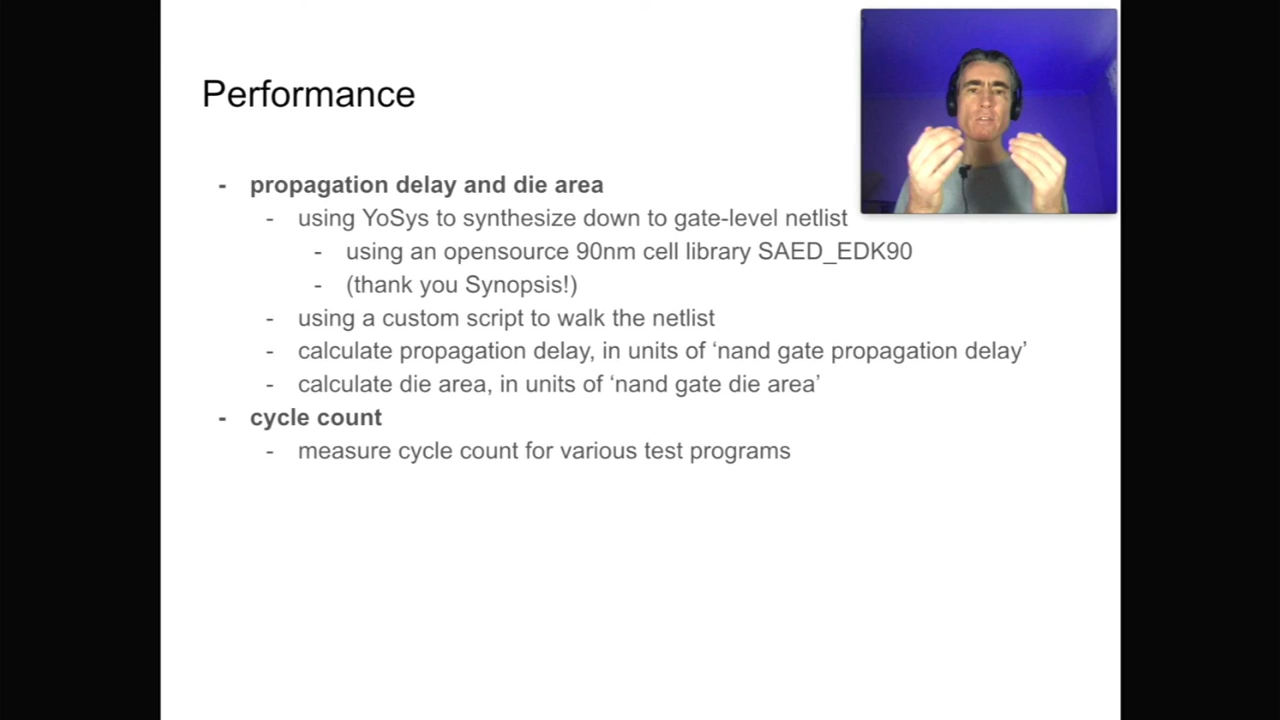 Performance
- propagation delay and die area
- using YoSys to synthesize down to gate-level netlist
- using an opensource 90nm cell library SAED_EDK90
- (thank you Synopsis!)
- using a custom script to walk the netlist
- calculate propagation delay, in units of ‘nand gate propagation delay’
- calculate die area, in units of ‘nand gate die area’
- cycle count
- measure cycle count for various test programs